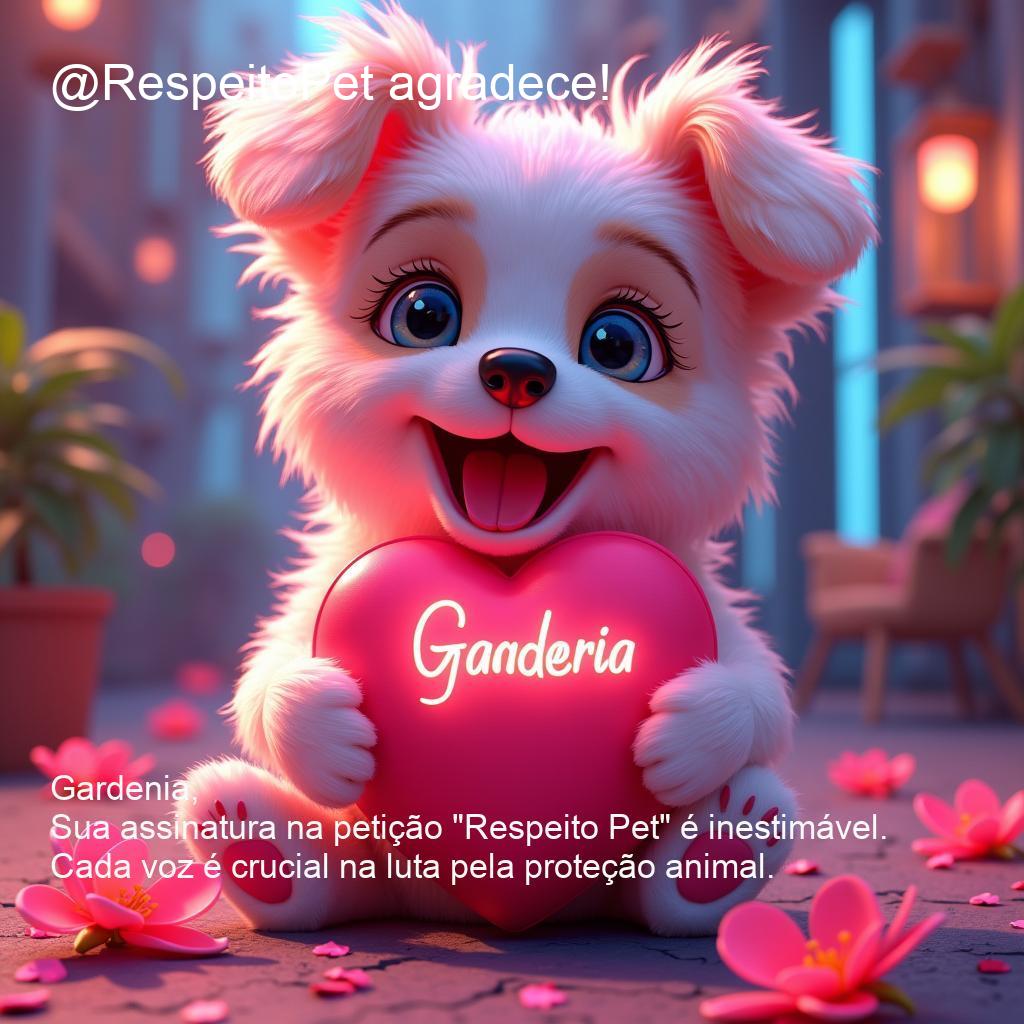 @RespeitoPet agradece!
Ganderia
Gardenia,
Sua assinatura na petição "Respeito Pet" é inestimável.
Cada voz é crucial na luta pela proteção animal.